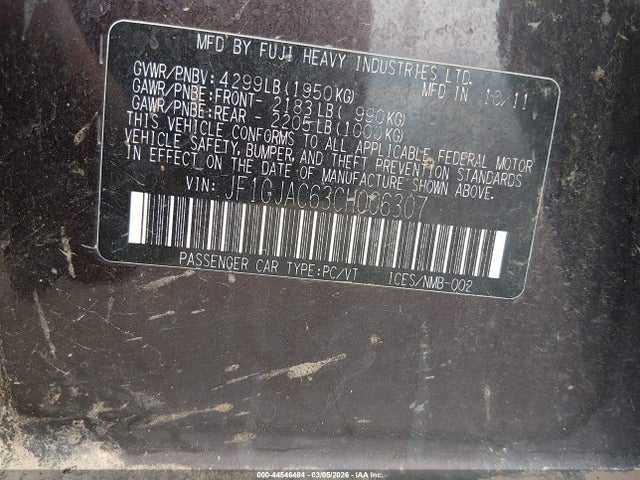 MFD BY FUJI HEAVY INDUSTRIES LTD.
GVWR/PNBV: 4299LB(1950KG) MFD IN 10/11
GAWR/PNBE:FRONT- 2183LB( 990KG) -
GAWR/PNBE:REAR - 2205LB(1000KG) -
THIS VEHICLE CONFORMS TO ALL APPLICABLE FEDERAL MOTOR
VEHICLE SAFETY, BUMPER, AND THEFT PREVENTION STANDARDS
IN EFFECT ON THE DATE OF MANUFACTURE SHOWN ABOVE.
VIN: JF1GJAC63CH006307
PASSENGER CAR TYPE:PC/VT ICES/NMB-002
000-44546484 - 03/05/2026 - IAA Inc.